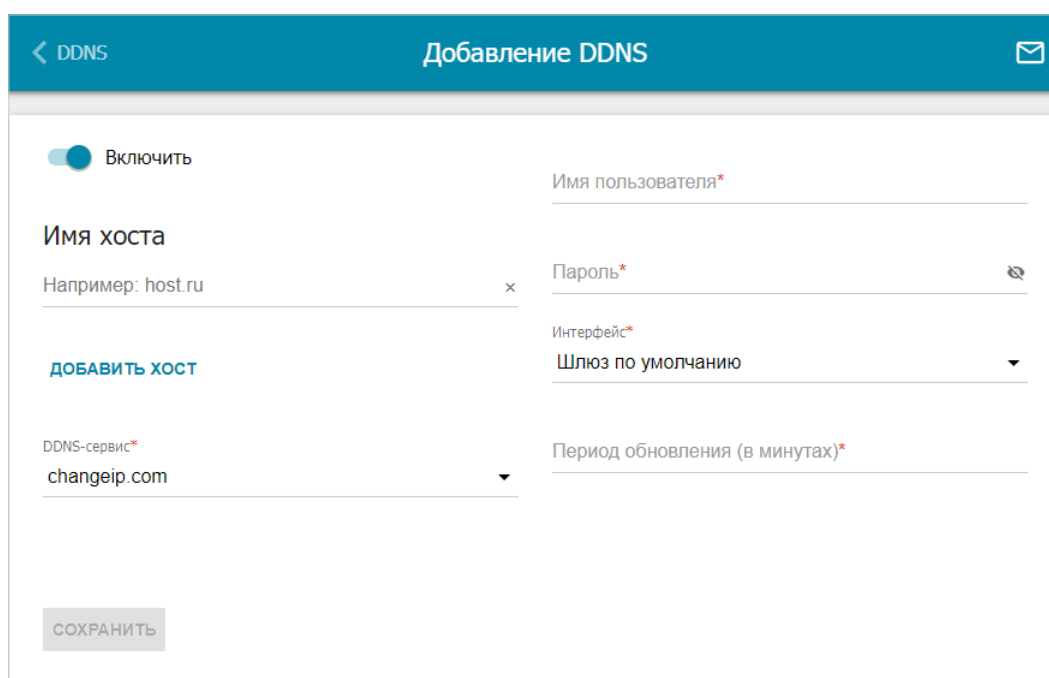 DDNS
Добавление DDNS
Включить
Имя хоста
Например: host.ru
×
ДОБАВИТЬ ХОСТ
DDNS-сервис*
changeip.com
Имя пользователя*
Пароль*
Интерфейс*
Шлюз по умолчанию
Период обновления (в минутах)*
СОХРАНИТЬ